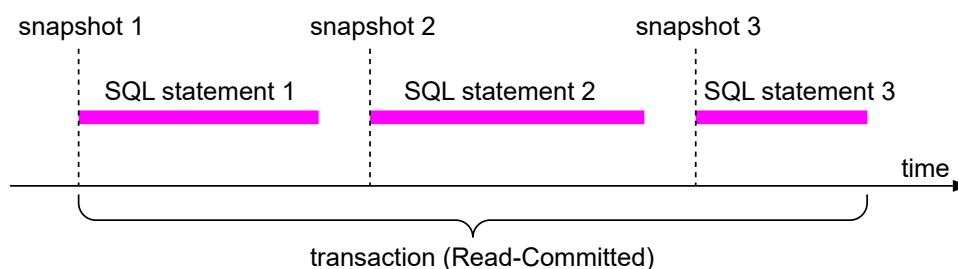 snapshot 1 snapshot 2 snapshot 3
SQL statement 1 SQL statement 2 SQL statement 3
time
transaction (Read-Committed)